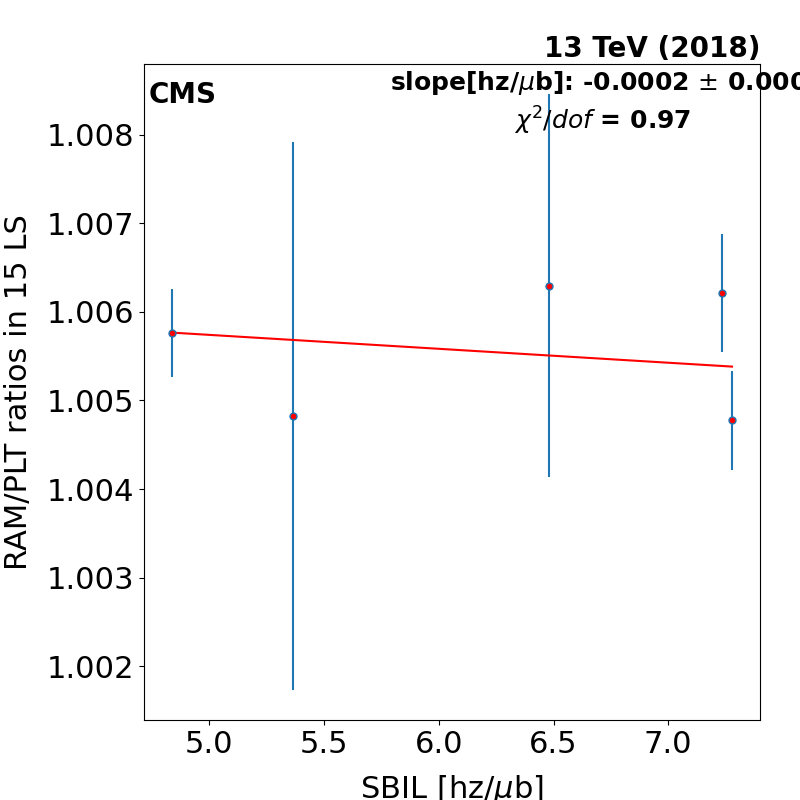 13 TeV (2018)
CMS
slope[hz/μb]: -0.0002 ± 0.000
χ²/dof = 0.97
1.008
1.007
1.006
1.005
1.004
1.003
1.002
RAM/PLT ratios in 15 LS
5.0 5.5 6.0 6.5 7.0
SBIL [hz/μb]